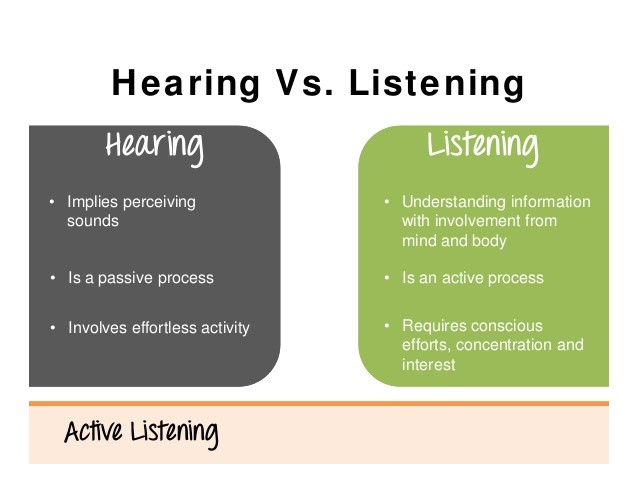 Hearing Vs. Listening
Hearing
• Implies perceiving
sounds
• Is a passive process
• Involves effortless activity
Listening
• Understanding information
with involvement from
mind and body
• Is an active process
• Requires conscious
efforts, concentration and
interest
Active Listening